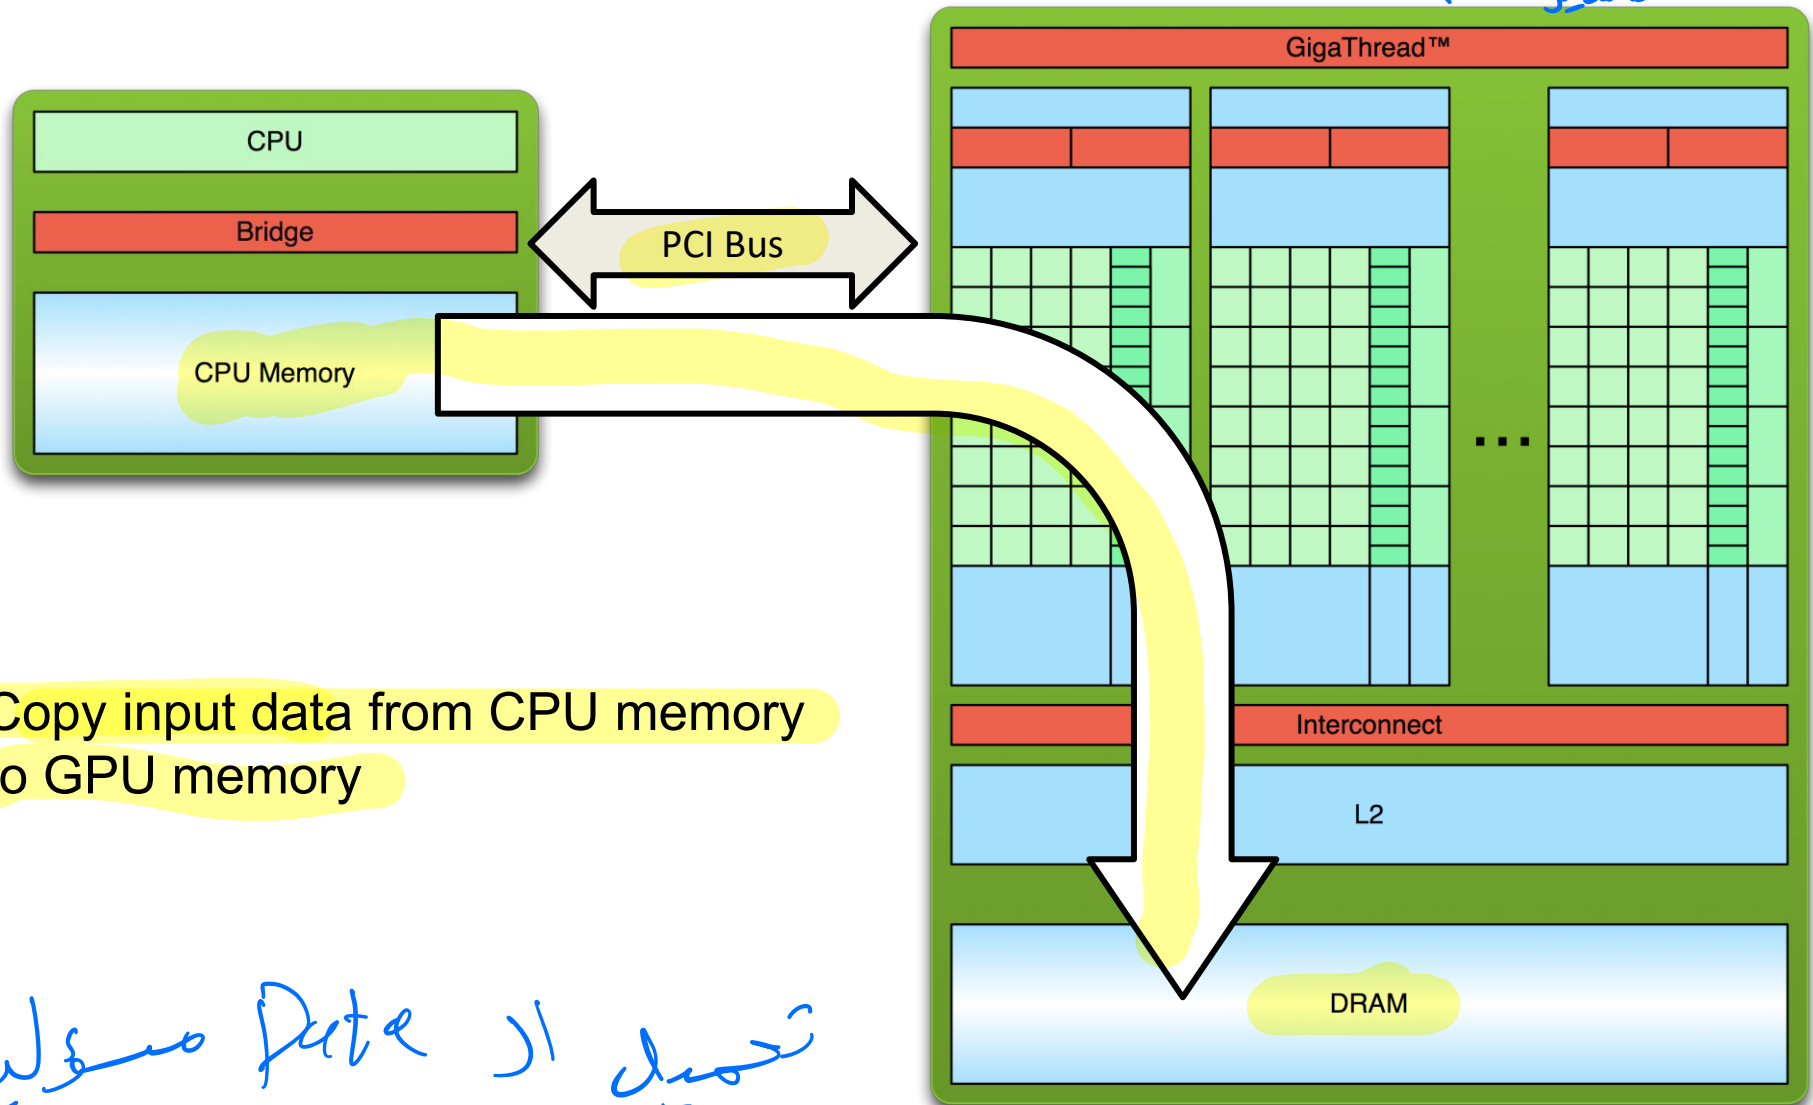 GigaThread™
CPU
Bridge
PCI Bus
CPU Memory
Copy input data from CPU memory
o GPU memory
Interconnect
L2
DRAM
تحميل ال Data